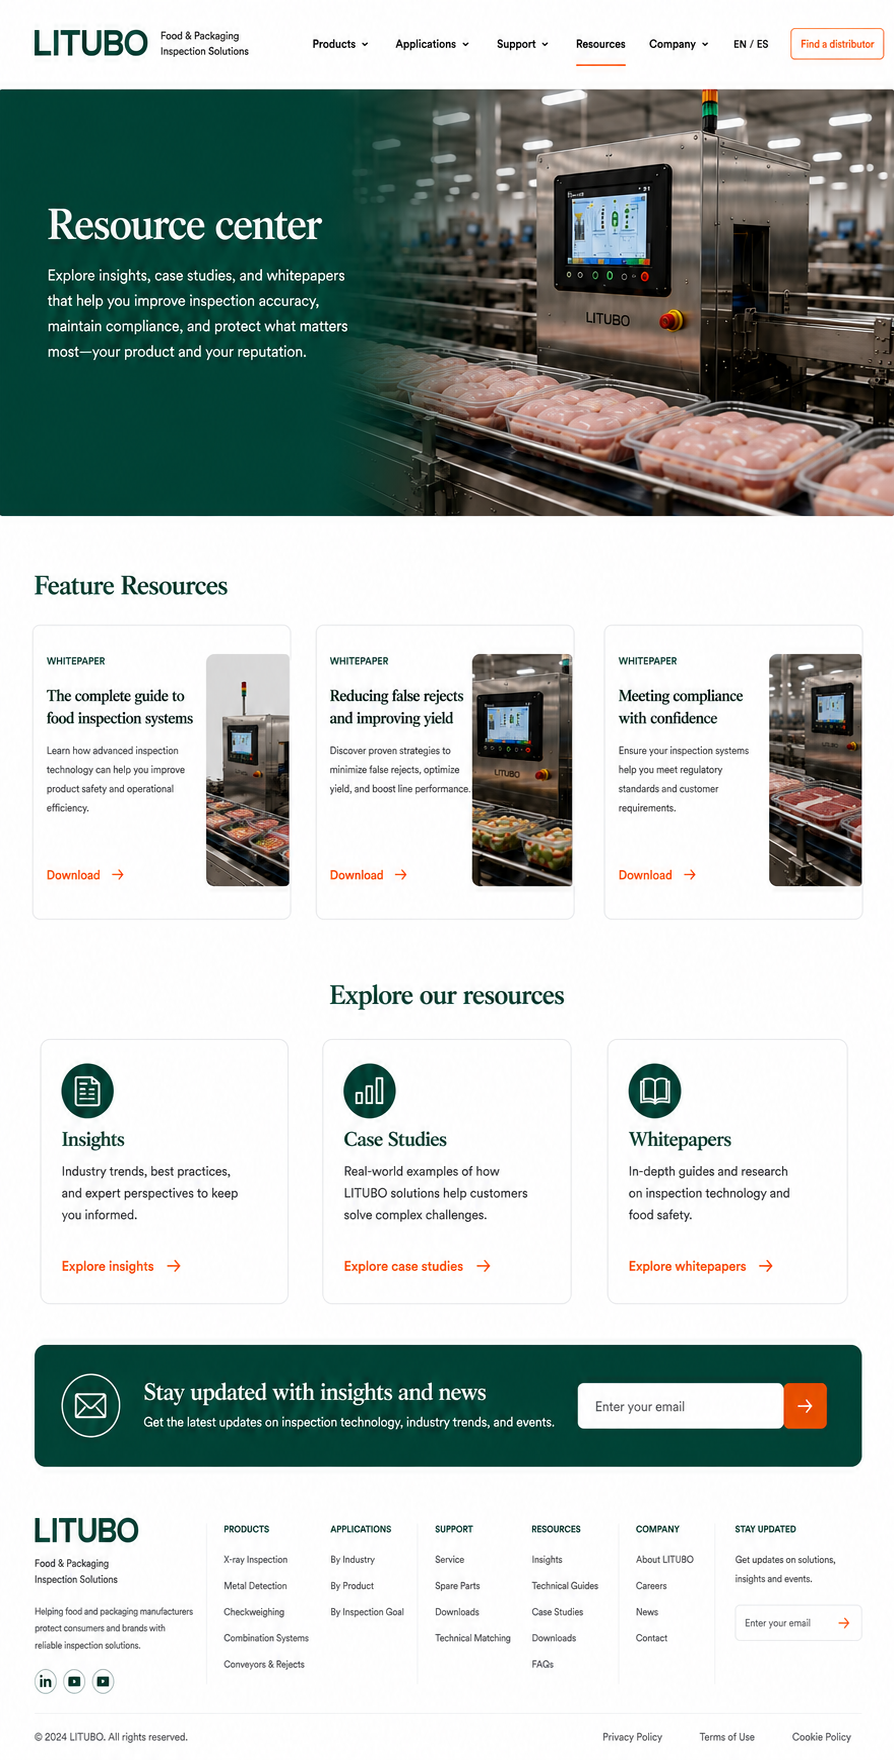 LITUBO
Food & Packaging
Inspection Solutions
Products
Applications
Support
Resources
Company
EN / ES
Find a distributor
Resource center
Explore insights, case studies, and whitepapers
that help you improve inspection accuracy,
maintain compliance, and protect what matters
most—your product and your reputation.
LITUBO
Feature Resources
WHITEPAPER
The complete guide to
food inspection systems
Learn how advanced inspection
technology can help you improve
product safety and operational
efficiency.
Download
WHITEPAPER
Reducing false rejects
and improving yield
Discover proven strategies to
minimize false rejects, optimize
yield, and boost line performance.
Download
LITUBO
WHITEPAPER
Meeting compliance
with confidence
Ensure your inspection systems
help you meet regulatory
standards and customer
requirements.
Download
LITUBO
Explore our resources
Insights
Industry trends, best practices,
and expert perspectives to keep
you informed.
Explore insights
Case Studies
Real-world examples of how
LITUBO solutions help customers
solve complex challenges.
Explore case studies
Whitepapers
In-depth guides and research
on inspection technology and
food safety.
Explore whitepapers
Stay updated with insights and news
Get the latest updates on inspection technology, industry trends, and events.
Enter your email
LITUBO
Food & Packaging
Inspection Solutions
Helping food and packaging manufacturers
protect consumers and brands with
reliable inspection solutions.
in
PRODUCTS
X-ray Inspection
Metal Detection
Checkweighing
Combination Systems
Conveyors & Rejects
APPLICATIONS
By Industry
By Product
By Inspection Goal
SUPPORT
Service
Spare Parts
Downloads
Technical Matching
RESOURCES
Insights
Technical Guides
Case Studies
Downloads
FAQs
COMPANY
About LITUBO
Careers
News
Contact
STAY UPDATED
Get updates on solutions,
insights and events.
Enter your email
© 2024 LITUBO. All rights reserved.
Privacy Policy
Terms of Use
Cookie Policy